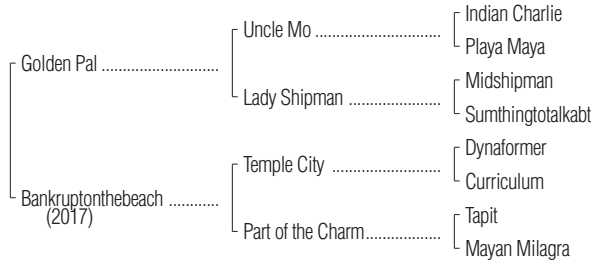 Indian Charlie
Uncle Mo ..............................
Playa Maya
Golden Pal ............................
Midshipman
Lady Shipman ......................
Sumthingtotalkabt
Dynaformer
Temple City ..........................
Curriculum
Bankruptonthebeach ............
(2017)
Tapit
Part of the Charm..................
Mayan Milagra